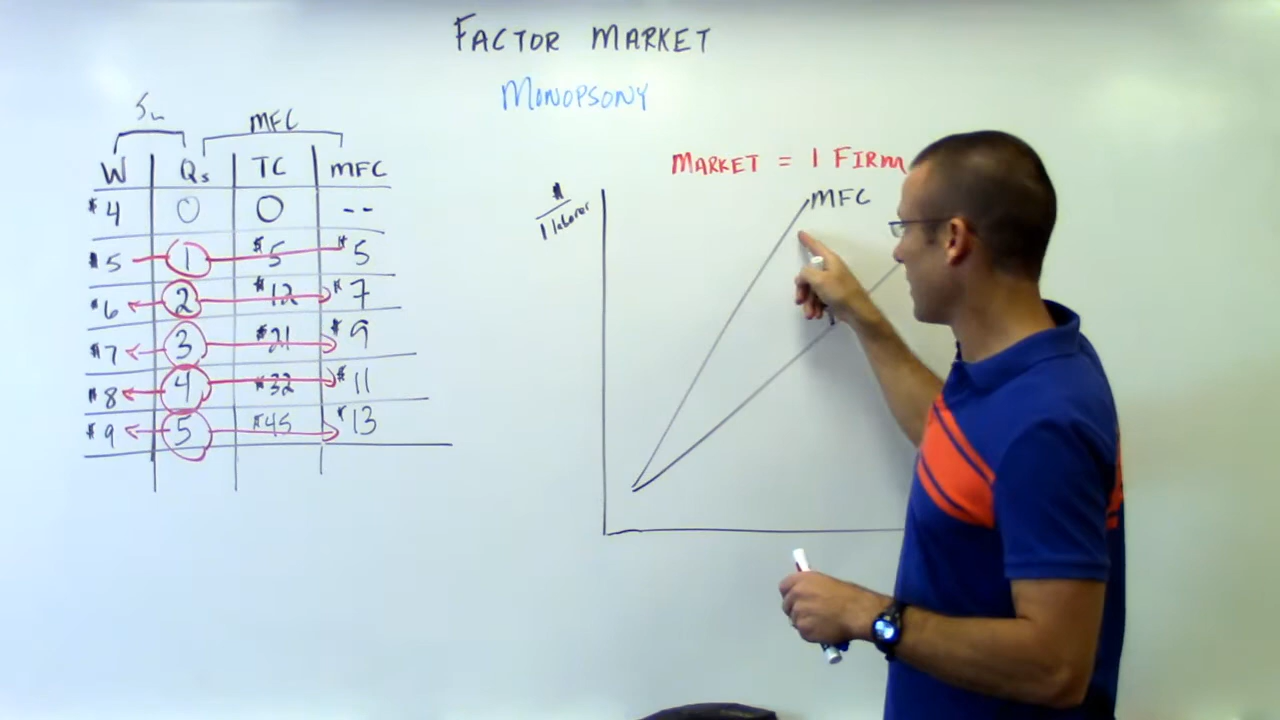 FACTOR MARKET
MONOPSONY
SL MFC
W Qs TC MFC
$4 0 0 --
$5 1 $5 $5
$6 2 $12 $7
$7 3 $21 $9
$8 4 $32 $11
$9 5 $45 $13
MARKET = 1 FIRM
$
1 laborer
MFC